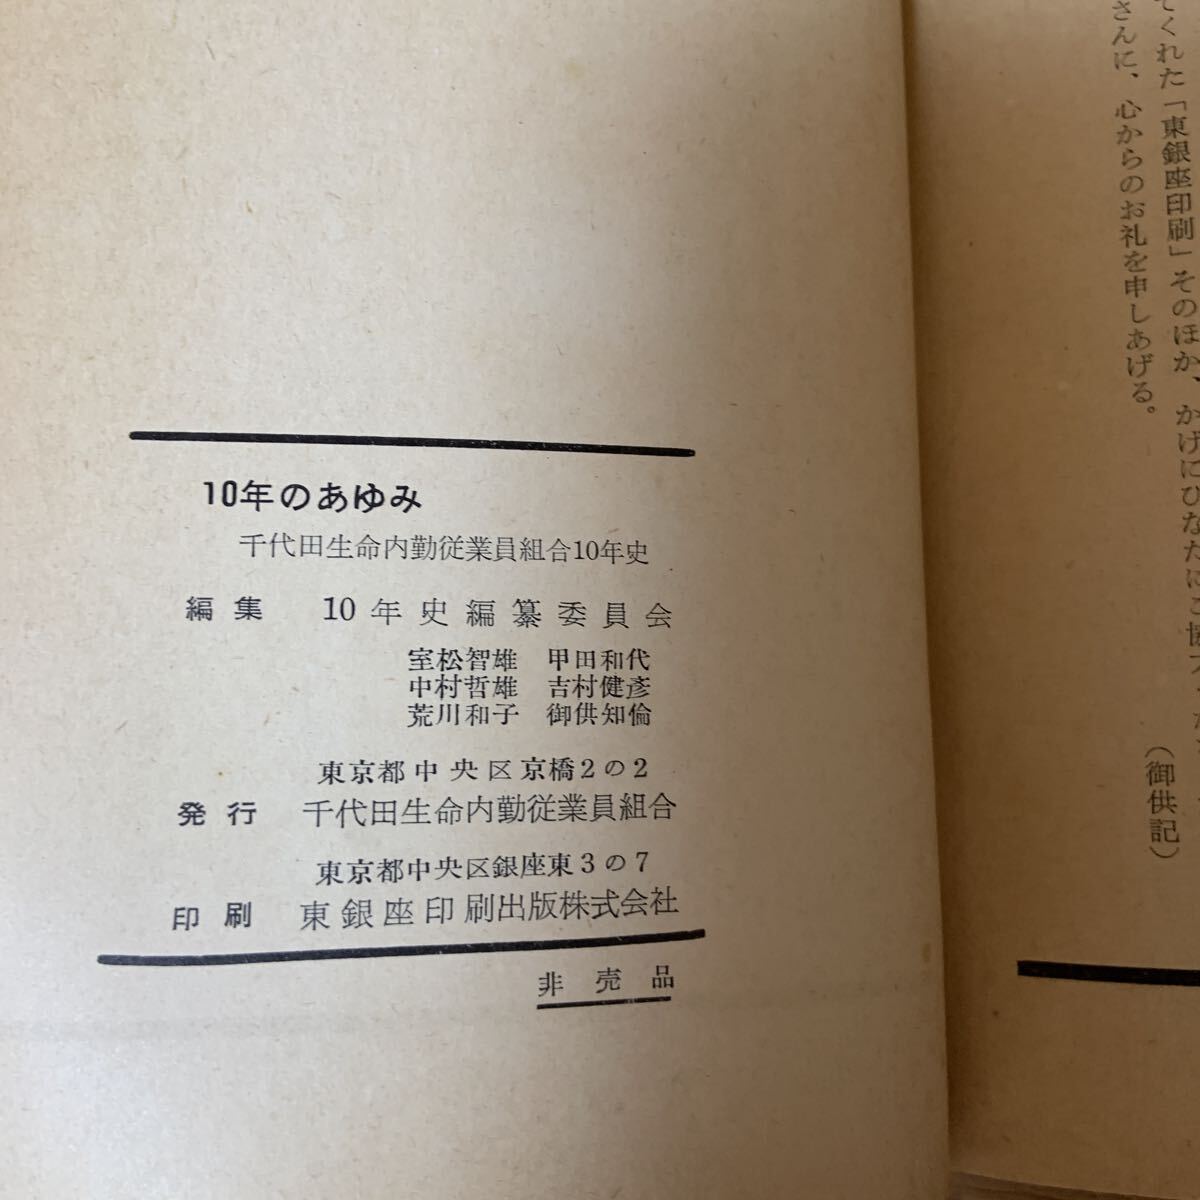 てくれた「東銀座印刷」そのほか、かげにひなたにご協
さんに、心からのお礼を申しあげる。
（御供記）
10年のあゆみ
千代田生命内勤従業員組合10年史
編集 10年史編纂委員会
室松智雄 甲田和代
中村哲雄 吉村健彦
荒川和子 御供知倫
東京都中央区京橋2の2
発行 千代田生命内勤従業員組合
東京都中央区銀座東3の7
印刷 東銀座印刷出版株式会社
非売品